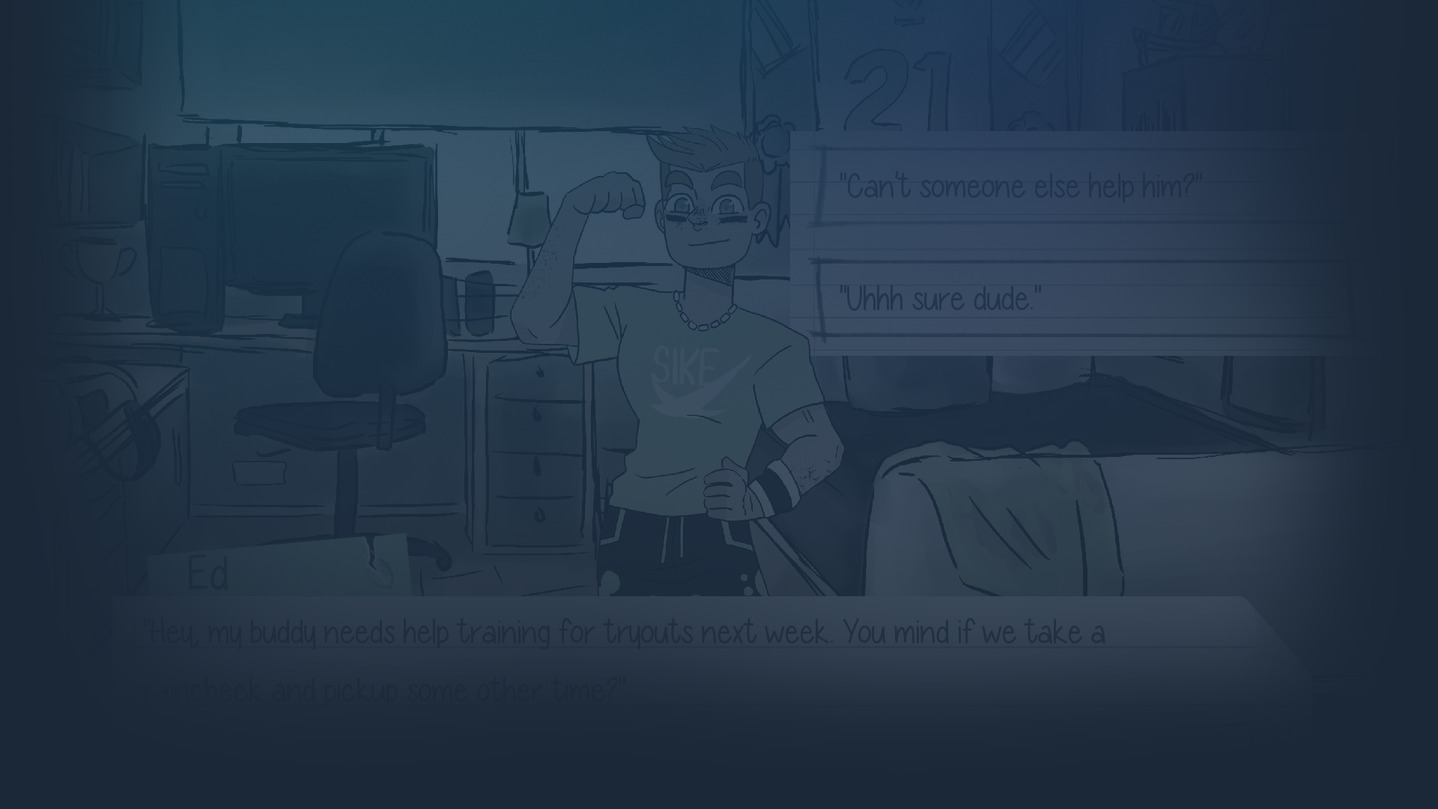 21
"Can't someone else help him?"
"Uhhh sure dude."
SIKE
Ed
"Hey, my buddy needs help training for tryouts next week. You mind if we take a
raincheck and pickup some other time?"